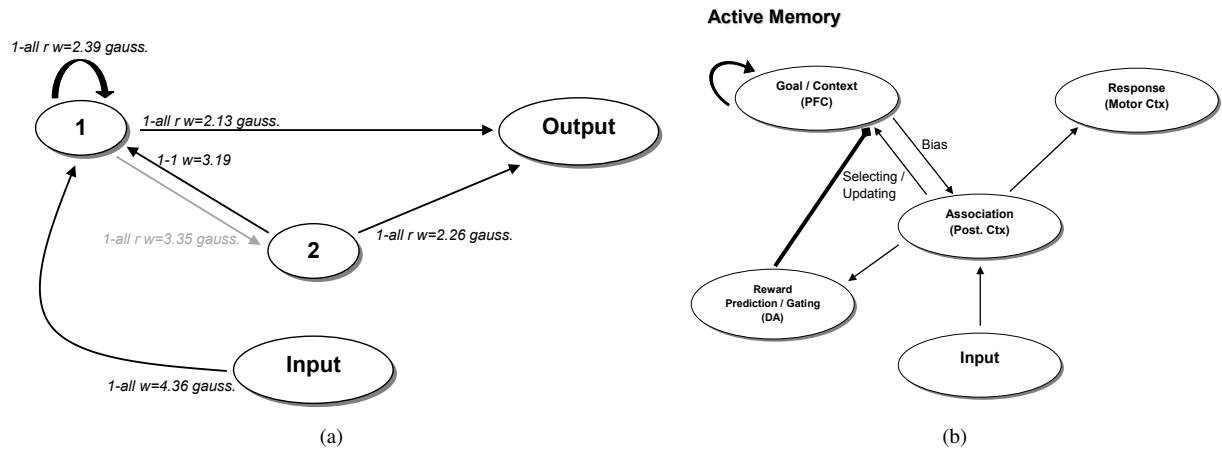 1-all r w=2.39 gauss.
1
1-all r w=2.13 gauss.
Output
1-1 w=3.19
1-all r w=3.35 gauss.
2
1-all r w=2.26 gauss.
Input
1-all w=4.36 gauss.
(a)
Active Memory
Goal / Context
(PFC)
Response
(Motor Ctx)
Bias
Selecting /
Updating
Association
(Post. Ctx)
Reward
Prediction / Gating
(DA)
Input
(b)